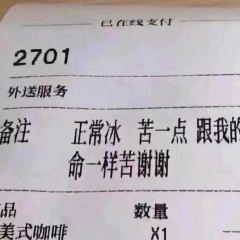 已在线支付
2701
外送服务
备注 正常冰 苦一点 跟我的
命一样苦谢谢
品 数量
美式咖啡 X1